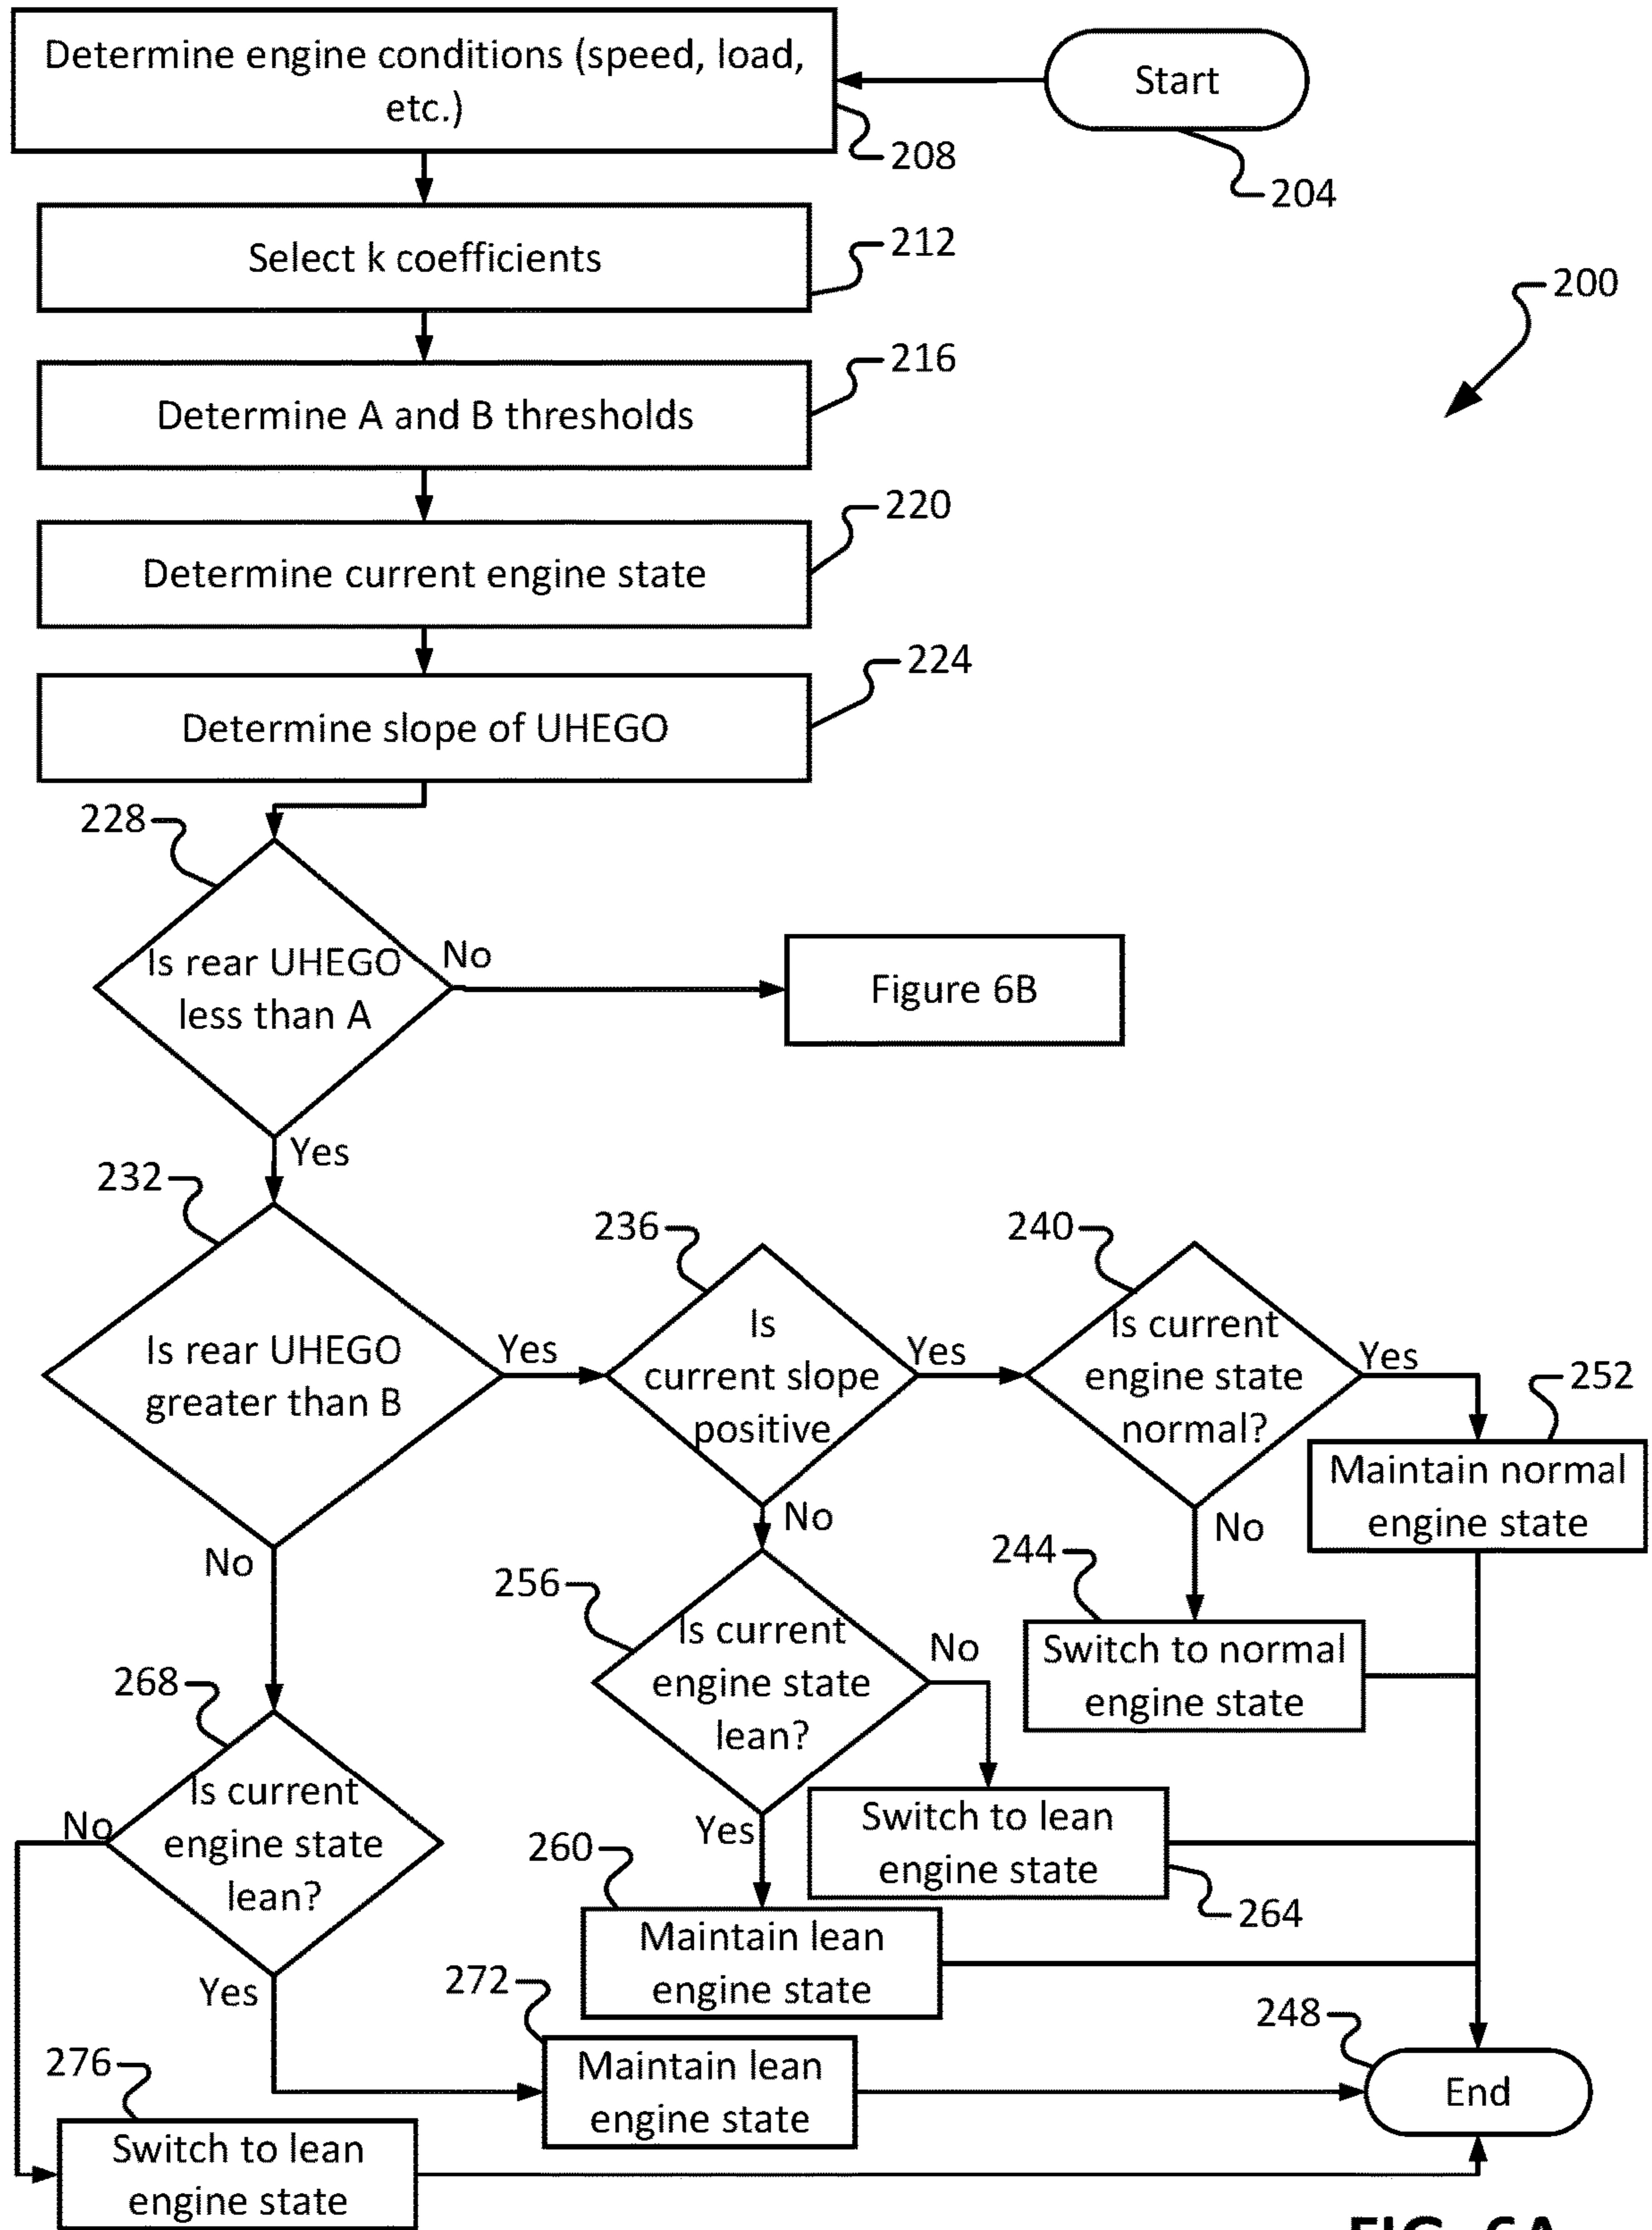 Determine engine conditions (speed, load,
etc.)
Start
208
204
Select k coefficients
212
200
Determine A and B thresholds
216
Determine current engine state
220
Determine slope of UHEGO
224
228
Is rear UHEGO
less than A
No
Figure 6B
Yes
232
Is rear UHEGO
greater than B
Yes
236
Is
current slope
positive
Yes
240
Is current
engine state
normal?
Yes
252
Maintain normal
engine state
No
244
Switch to normal
engine state
No
256
Is current
engine state
lean?
No
Switch to lean
engine state
264
Yes
260
Maintain lean
engine state
No
268
Is current
engine state
lean?
No
Yes
272
Maintain lean
engine state
248
End
276
Switch to lean
engine state